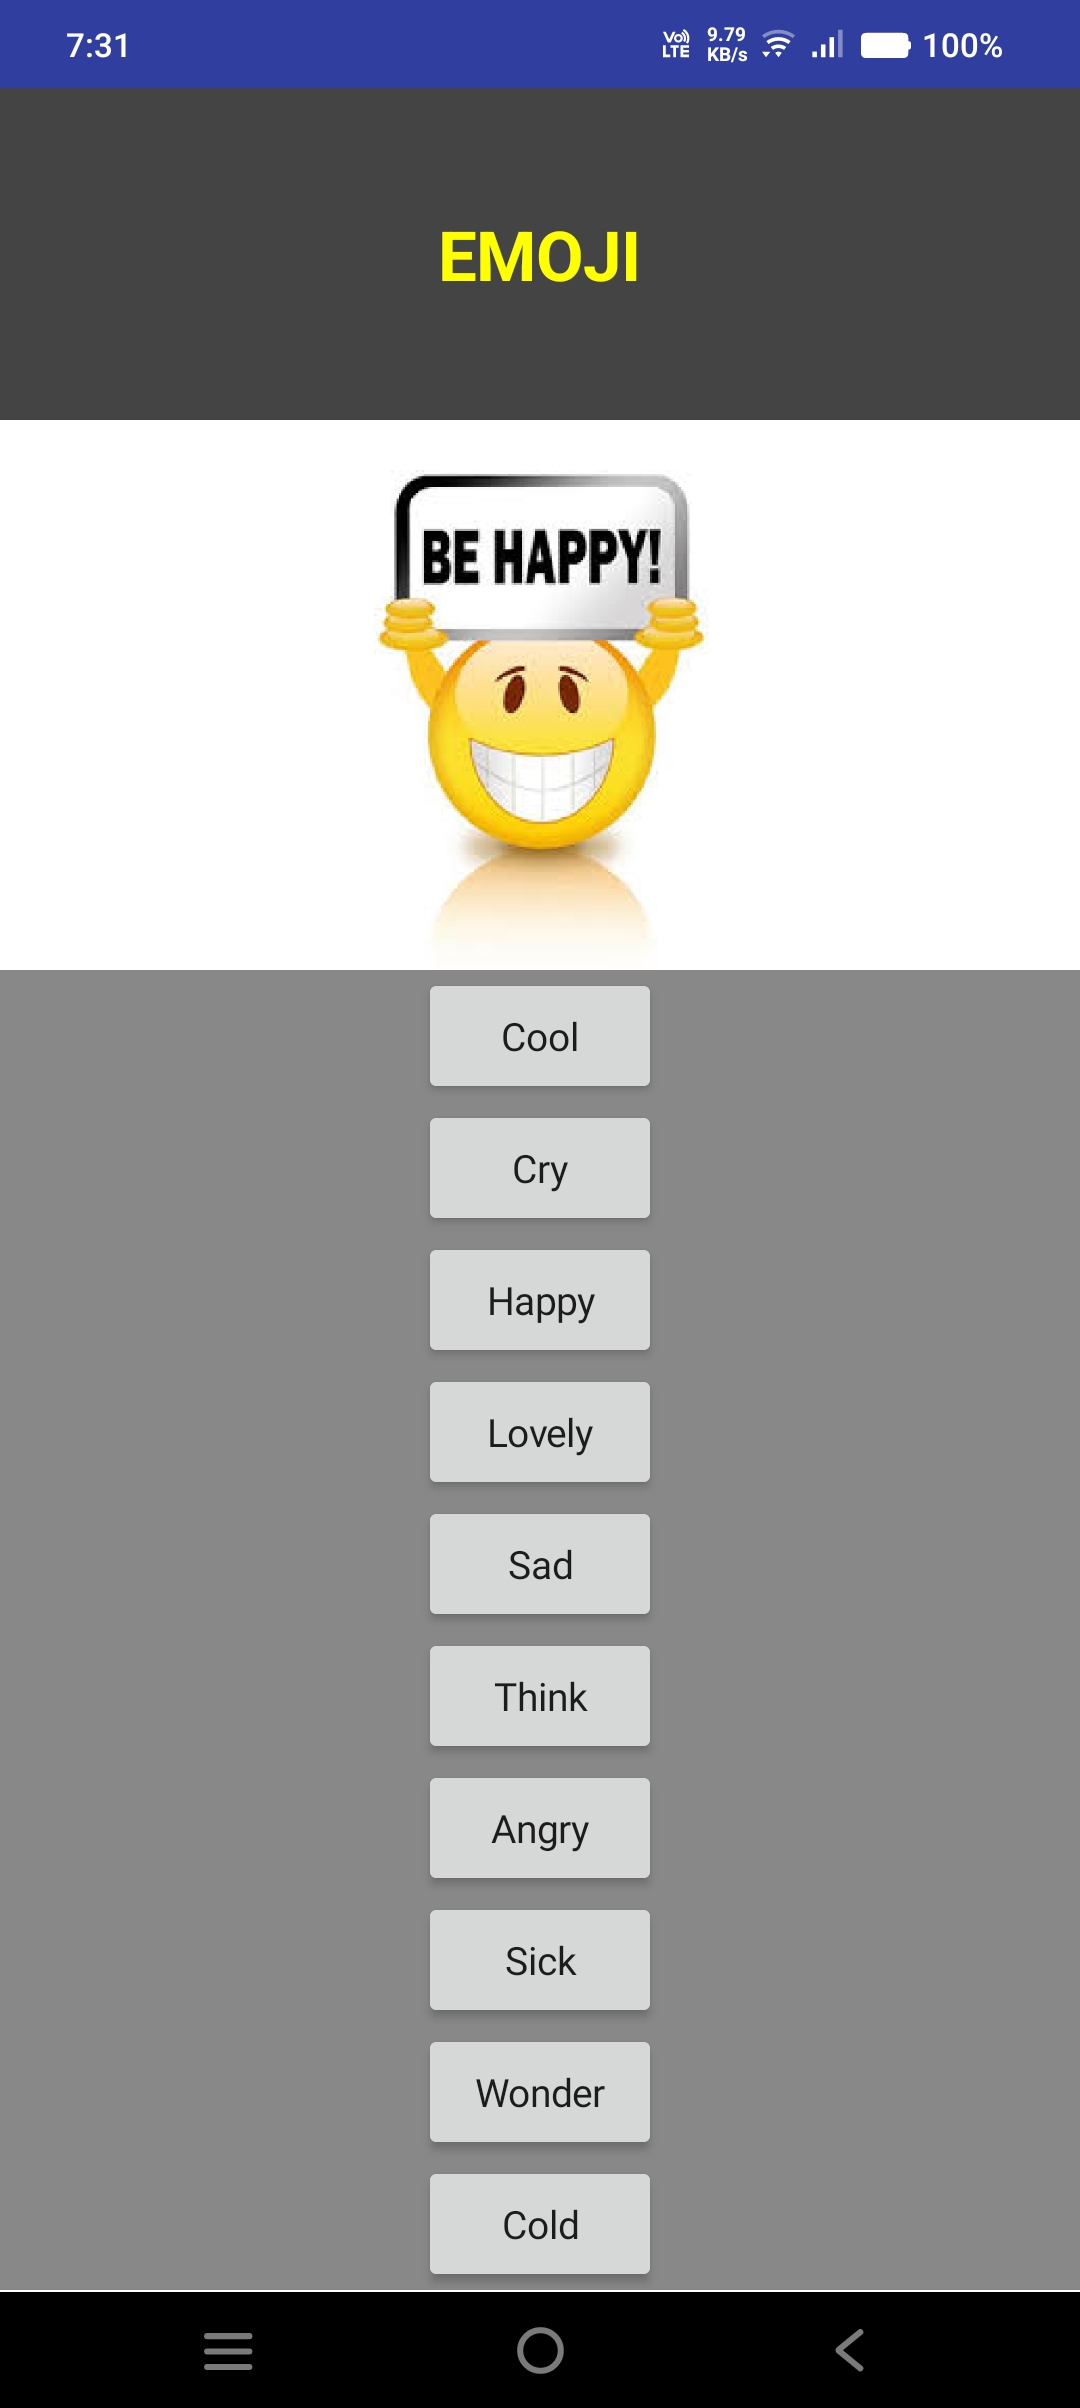 7:31 Vo) LTE 9.79 KB/s 100%
EMOJI
BE HAPPY!
Cool
Cry
Happy
Lovely
Sad
Think
Angry
Sick
Wonder
Cold